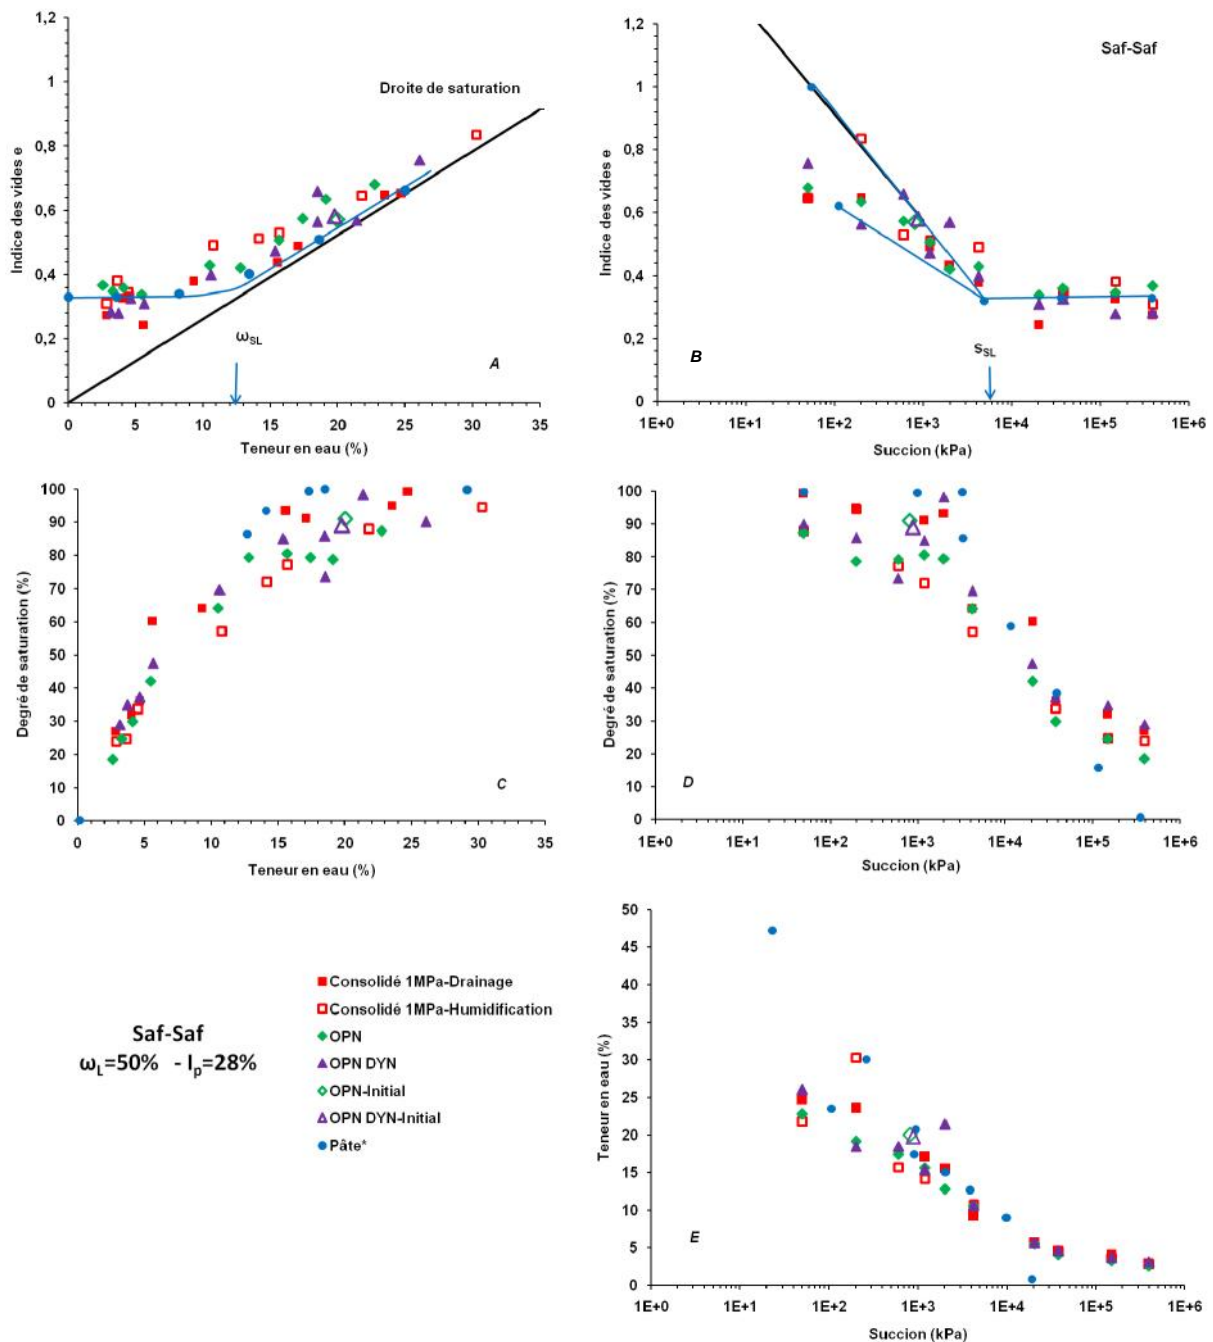 1,2
1
0,8
0,6
0,4
0,2
0
Indice des vides e
Droite de saturation
ω_SL
A
0 5 10 15 20 25 30 35
Teneur en eau (%)
1,2
1
0,8
0,6
0,4
0,2
0
Indice des vides e
Saf-Saf
B
s_SL
1E+0 1E+1 1E+2 1E+3 1E+4 1E+5 1E+6
Succion (kPa)
100
90
80
70
60
50
40
30
20
10
0
Degré de saturation (%)
C
0 5 10 15 20 25 30 35
Teneur en eau (%)
100
90
80
70
60
50
40
30
20
10
0
Degré de saturation (%)
D
1E+0 1E+1 1E+2 1E+3 1E+4 1E+5 1E+6
Succion (kPa)
Saf-Saf
ω_L=50% - I_p=28%
Consolidé 1MPa-Drainage
Consolidé 1MPa-Humidification
OPN
OPN DYN
OPN-Initial
OPN DYN-Initial
Pâte*
50
45
40
35
30
25
20
15
10
5
0
Teneur en eau (%)
E
1E+0 1E+1 1E+2 1E+3 1E+4 1E+5 1E+6
Succion (kPa)